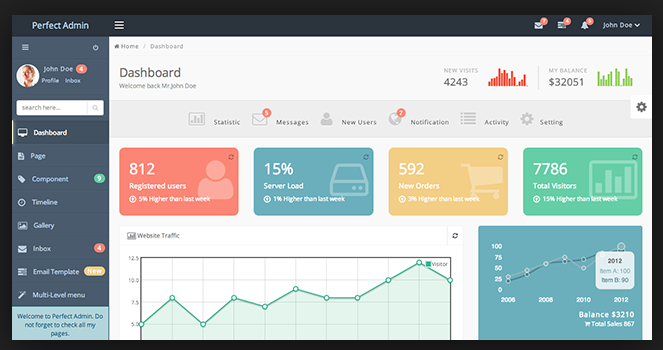 Perfect Admin
7
4
5
John Doe
John Doe 4
Profile Inbox
search here...
Dashboard
Page
Component 9
Timeline
Gallery
Inbox 4
Email Template New
Multi-Level menu
Welcome to Perfect Admin. Do
not forget to check all my
pages.
Home / Dashboard
Dashboard
Welcome back Mr.John Doe
NEW VISITS
4243
MY BALANCE
$32051
Statistic
5
Messages
New Users
7
Notification
Activity
Setting
812
Registered users
5% Higher than last week
15%
Server Load
1% Higher than last week
592
New Orders
3% Higher than last week
7786
Total Visitors
15% Higher than last week
Website Traffic
Visitor
12.5
10.0
7.5
5.0
100
75
50
25
0
2006
2008
2010
2012
2012
Item A: 100
Item B: 90
Balance $3210
Total Sales 867